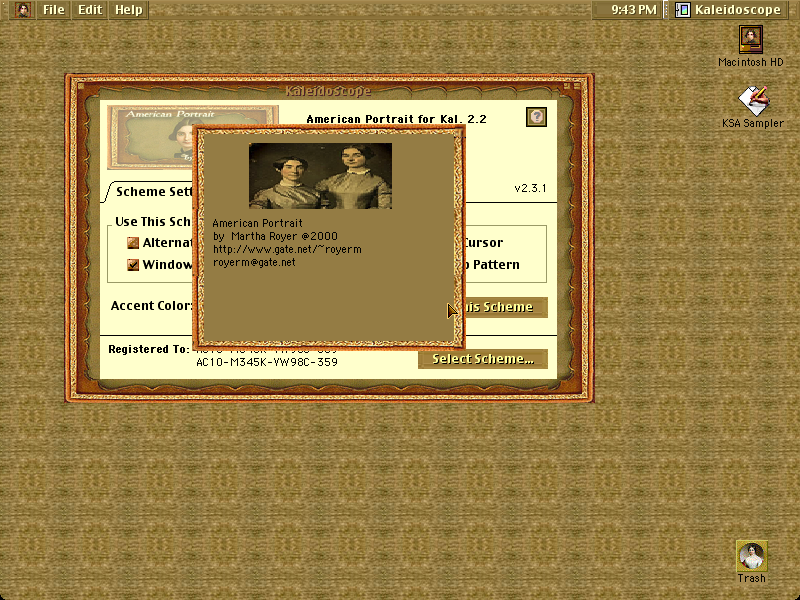 File Edit Help 9:43 PM Kaleidoscope
Macintosh HD
KSA Sampler
Kaleidoscope
American Portrait
American Portrait for Kal. 2.2
?
v2.3.1
Scheme Sett
Use This Sch
Alternat
Cursor
Window
Pattern
Accent Color:
his Scheme
Registered To:
AC10-M345K-YW98C-359
Select Scheme...
American Portrait
by Martha Royer @2000
http://www.gate.net/~royerm
royerm@gate.net
Trash